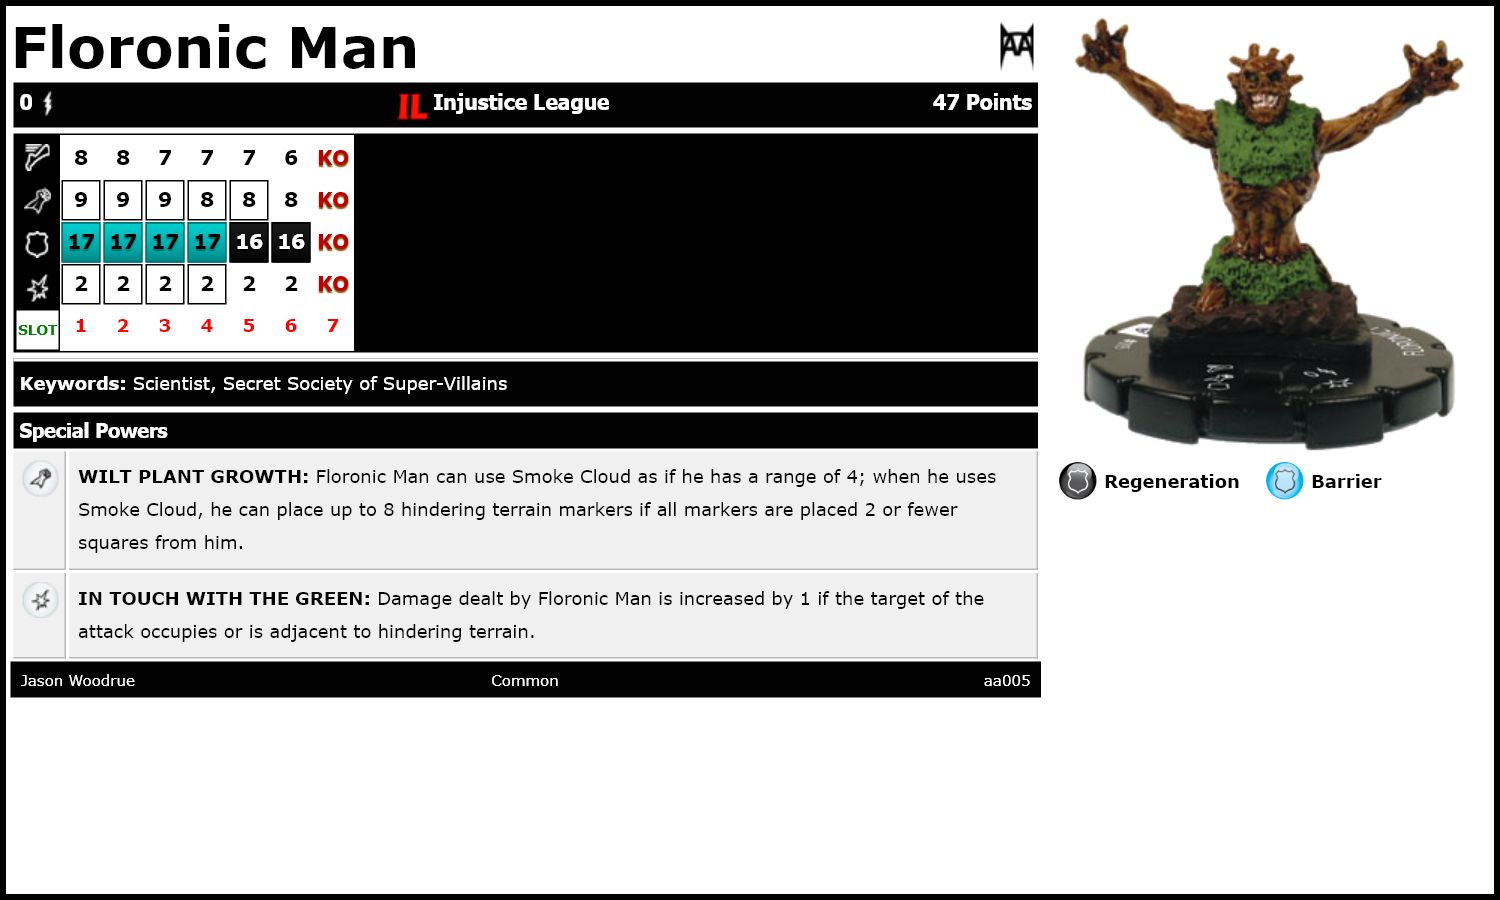 Floronic Man
0 IL Injustice League 47 Points
8 8 7 7 7 6 KO
9 9 9 8 8 8 KO
17 17 17 17 16 16 KO
2 2 2 2 2 2 KO
SLOT 1 2 3 4 5 6 7
Keywords: Scientist, Secret Society of Super-Villains
Special Powers
WILT PLANT GROWTH: Floronic Man can use Smoke Cloud as if he has a range of 4; when he uses
Smoke Cloud, he can place up to 8 hindering terrain markers if all markers are placed 2 or fewer
squares from him.
IN TOUCH WITH THE GREEN: Damage dealt by Floronic Man is increased by 1 if the target of the
attack occupies or is adjacent to hindering terrain.
Jason Woodrue Common aa005
Regeneration Barrier